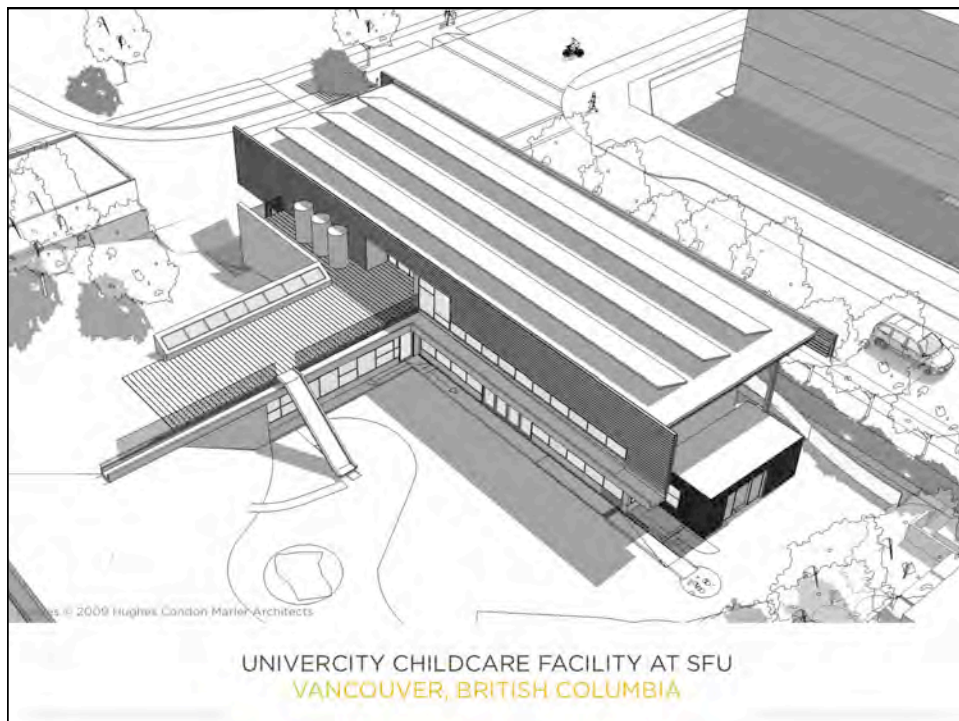 © 2009 Hughes Condon Marler Architects
UNIVERCITY CHILDCARE FACILITY AT SFU
VANCOUVER, BRITISH COLUMBIA